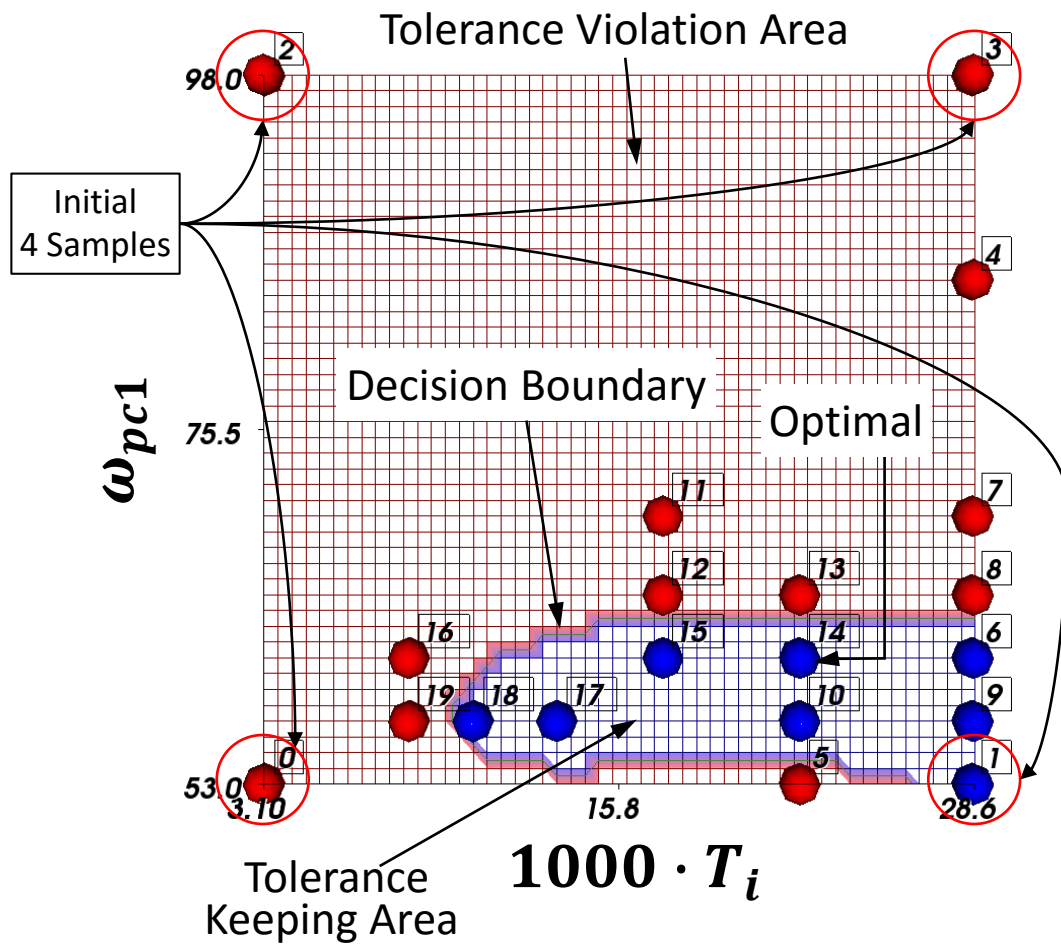 Tolerance Violation Area
2
3
98.0
Initial
4 Samples
4
Decision Boundary
Optimal
ω_pc1
75.5
11
7
12
13
8
16
15
14
6
19
18
17
10
9
0
5
1
53.0
3.10
15.8
28.6
1000 · T_i
Tolerance
Keeping Area